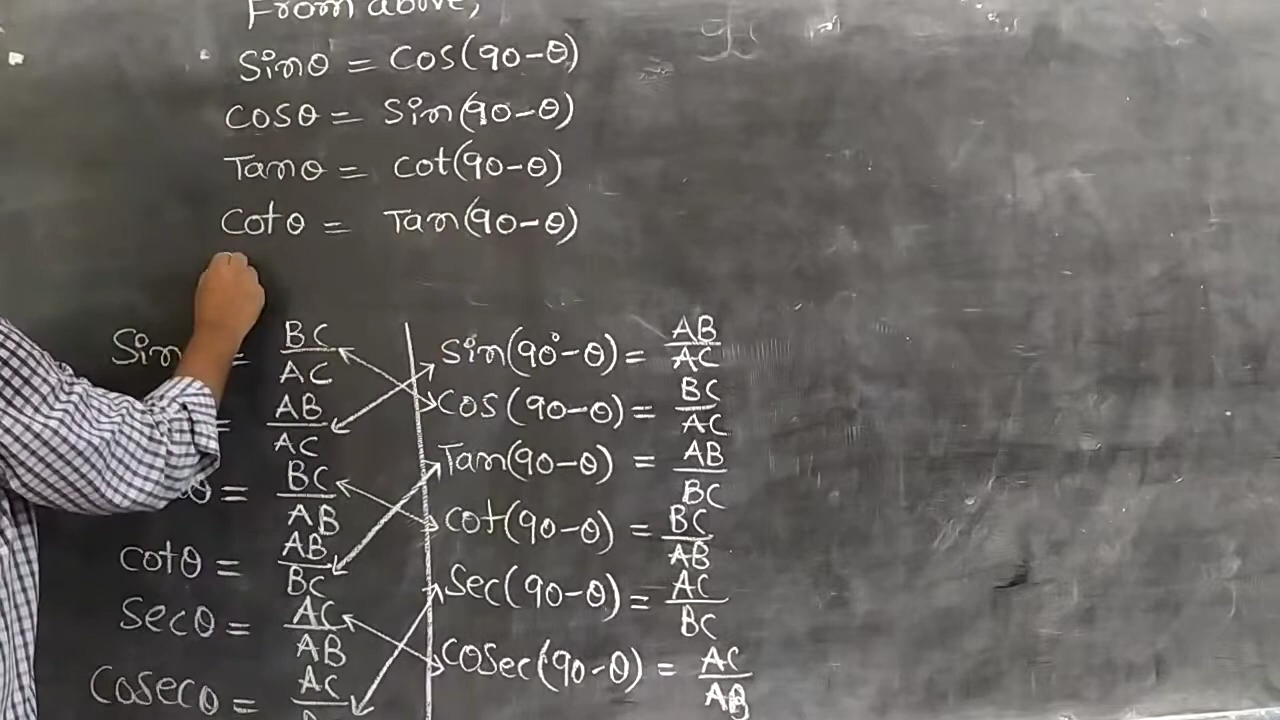 From above,
Sinθ = Cos(90-θ)
Cosθ = Sin(90-θ)
Tanθ = Cot(90-θ)
Cotθ = Tan(90-θ)
Sin = BC/AC
= AB/AC
θ = BC/AB
cotθ = AB/BC
Secθ = AC/AB
Cosecθ = AC
Sin(90°-θ) = AB/AC
Cos(90-θ) = BC/AC
Tan(90-θ) = AB/BC
cot(90-θ) = BC/AB
Sec(90-θ) = AC/BC
Cosec(90-θ) = AC/AB